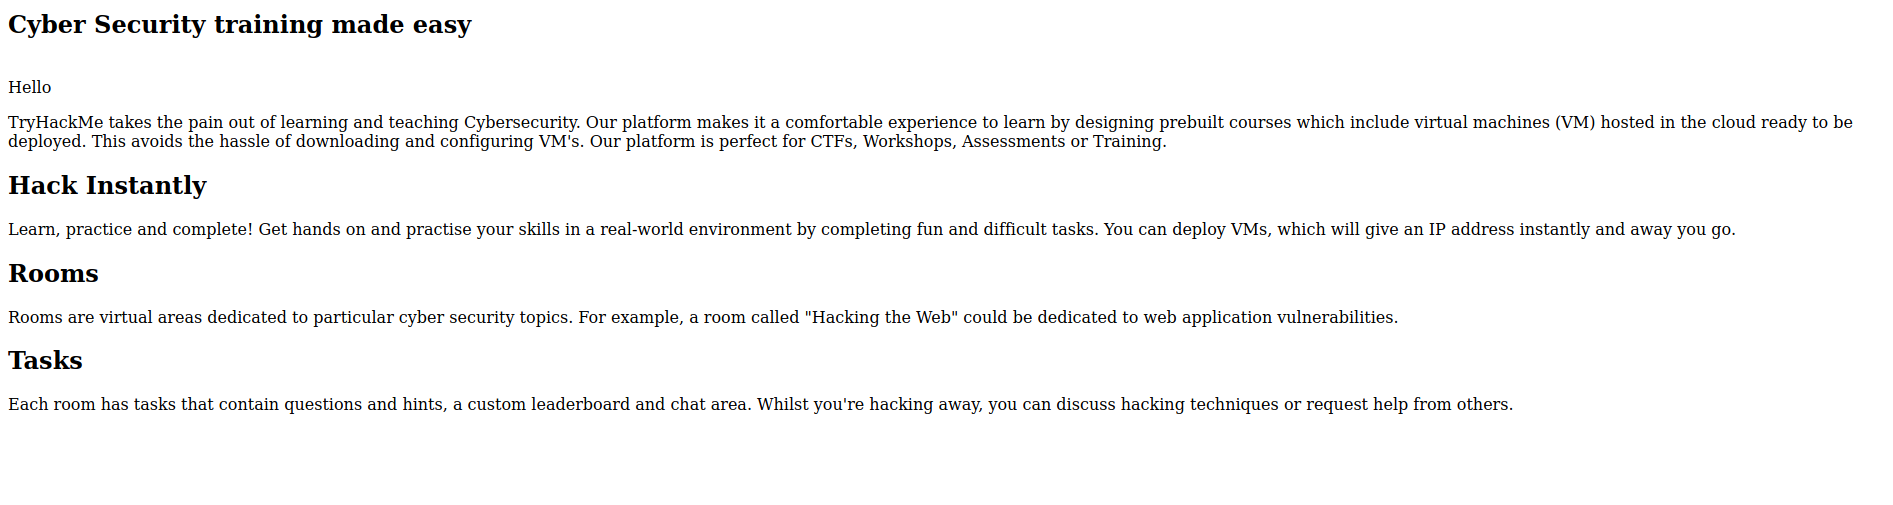 Cyber Security training made easy
Hello
TryHackMe takes the pain out of learning and teaching Cybersecurity. Our platform makes it a comfortable experience to learn by designing prebuilt courses which include virtual machines (VM) hosted in the cloud ready to be
deployed. This avoids the hassle of downloading and configuring VM's. Our platform is perfect for CTFs, Workshops, Assessments or Training.
Hack Instantly
Learn, practice and complete! Get hands on and practise your skills in a real-world environment by completing fun and difficult tasks. You can deploy VMs, which will give an IP address instantly and away you go.
Rooms
Rooms are virtual areas dedicated to particular cyber security topics. For example, a room called "Hacking the Web" could be dedicated to web application vulnerabilities.
Tasks
Each room has tasks that contain questions and hints, a custom leaderboard and chat area. Whilst you're hacking away, you can discuss hacking techniques or request help from others.